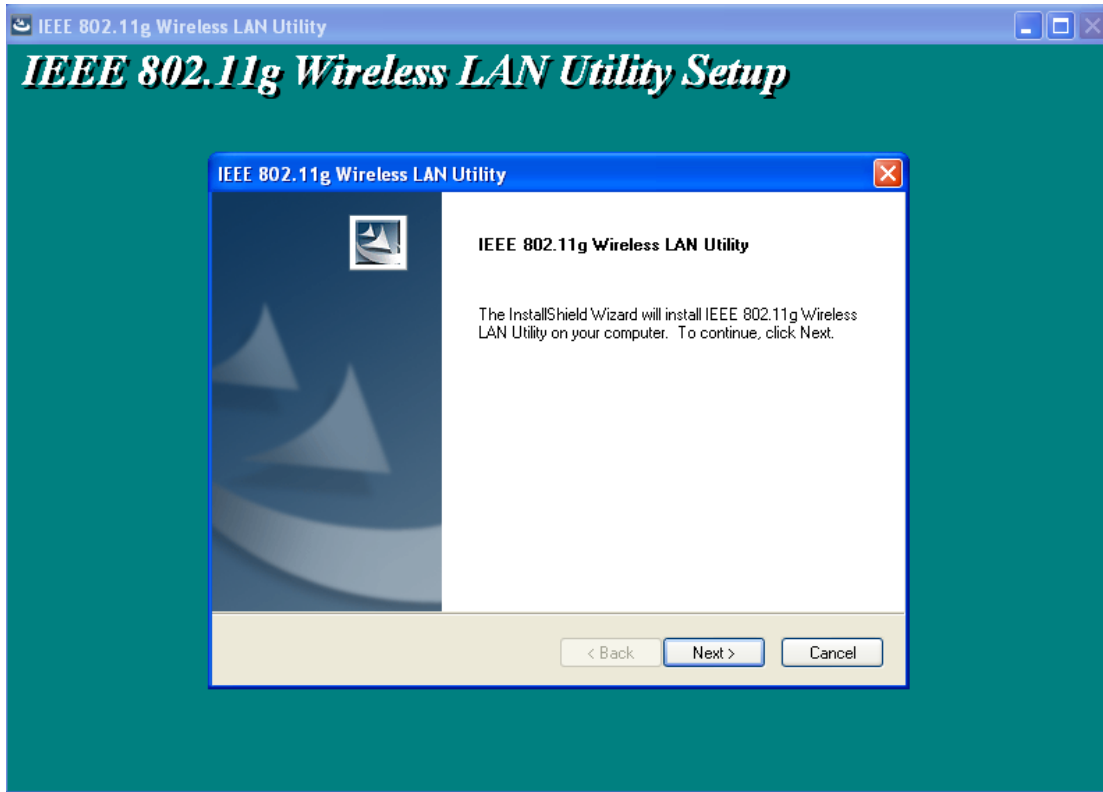 IEEE 802.11g Wireless LAN Utility
IEEE 802.11g Wireless LAN Utility Setup
IEEE 802.11g Wireless LAN Utility
IEEE 802.11g Wireless LAN Utility
The InstallShield Wizard will install IEEE 802.11g Wireless
LAN Utility on your computer. To continue, click Next.
< Back
Next >
Cancel